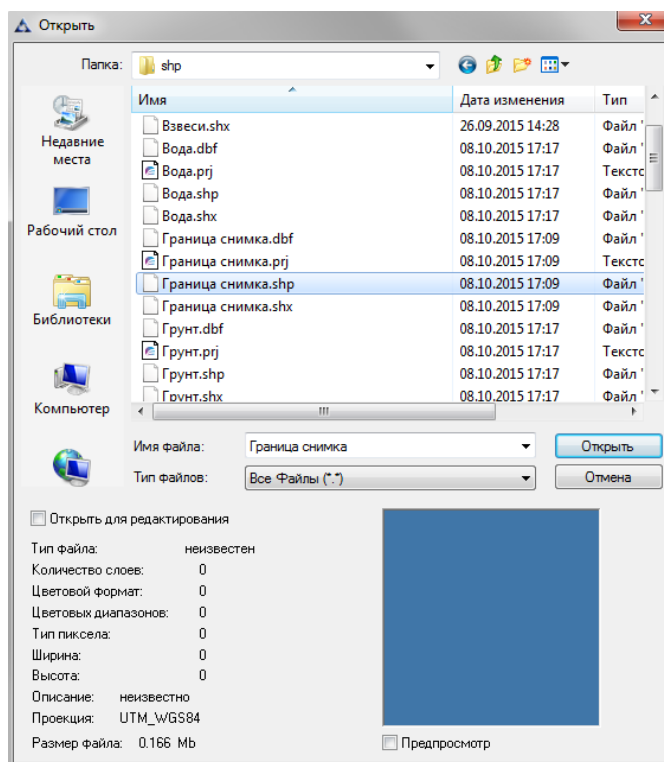 Открыть
Папка: shp
Имя Дата изменения Тип
Взвеси.shx 26.09.2015 14:28 Файл "
Вода.dbf 08.10.2015 17:17 Файл "
Вода.prj 08.10.2015 17:17 Текстс
Вода.shp 08.10.2015 17:17 Файл "
Вода.shx 08.10.2015 17:17 Файл "
Граница снимка.dbf 08.10.2015 17:09 Файл "
Граница снимка.prj 08.10.2015 17:09 Текстс
Граница снимка.shp 08.10.2015 17:09 Файл "
Граница снимка.shx 08.10.2015 17:09 Файл "
Грунт.dbf 08.10.2015 17:17 Файл "
Грунт.prj 08.10.2015 17:17 Текстс
Грунт.shp 08.10.2015 17:17 Файл "
Грунт.shx 08.10.2015 17:17 Файл "
Недавние
места
Рабочий стол
Библиотеки
Компьютер
Имя файла: Граница снимка Открыть
Тип файлов: Все Файлы (*.*) Отмена
Открыть для редактирования
Тип файла: неизвестен
Количество слоев: 0
Цветовой формат: 0
Цветовых диапазонов: 0
Тип пиксела: 0
Ширина: 0
Высота: 0
Описание: неизвестно
Проекция: UTM_WGS84
Размер файла: 0.166 Mb
Предпросмотр